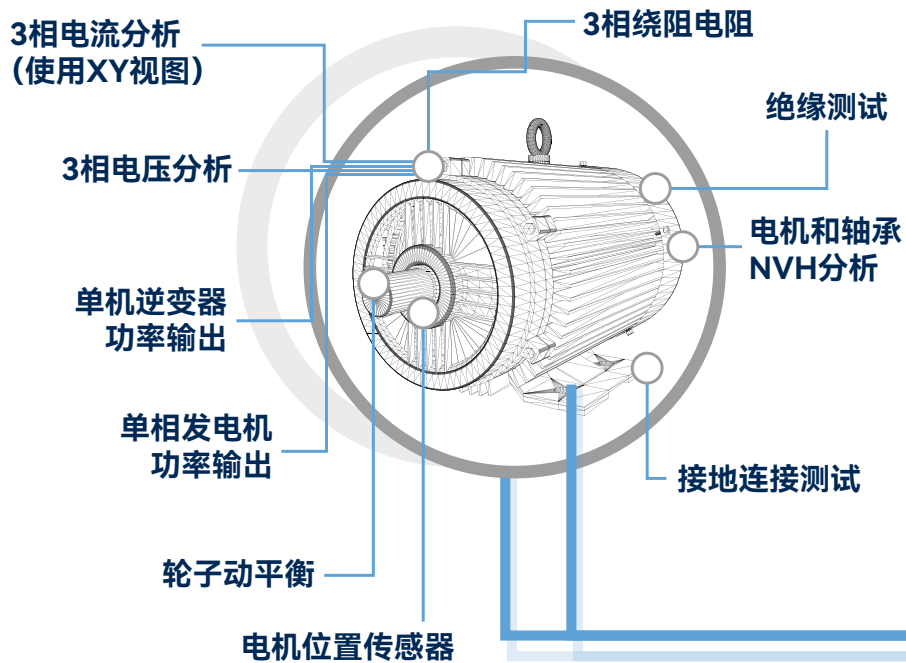 3相电流分析
（使用XY视图）
3相绕阻电阻
绝缘测试
3相电压分析
电机和轴承
NVH分析
单机逆变器
功率输出
单相发电机
功率输出
接地连接测试
轮子动平衡
电机位置传感器